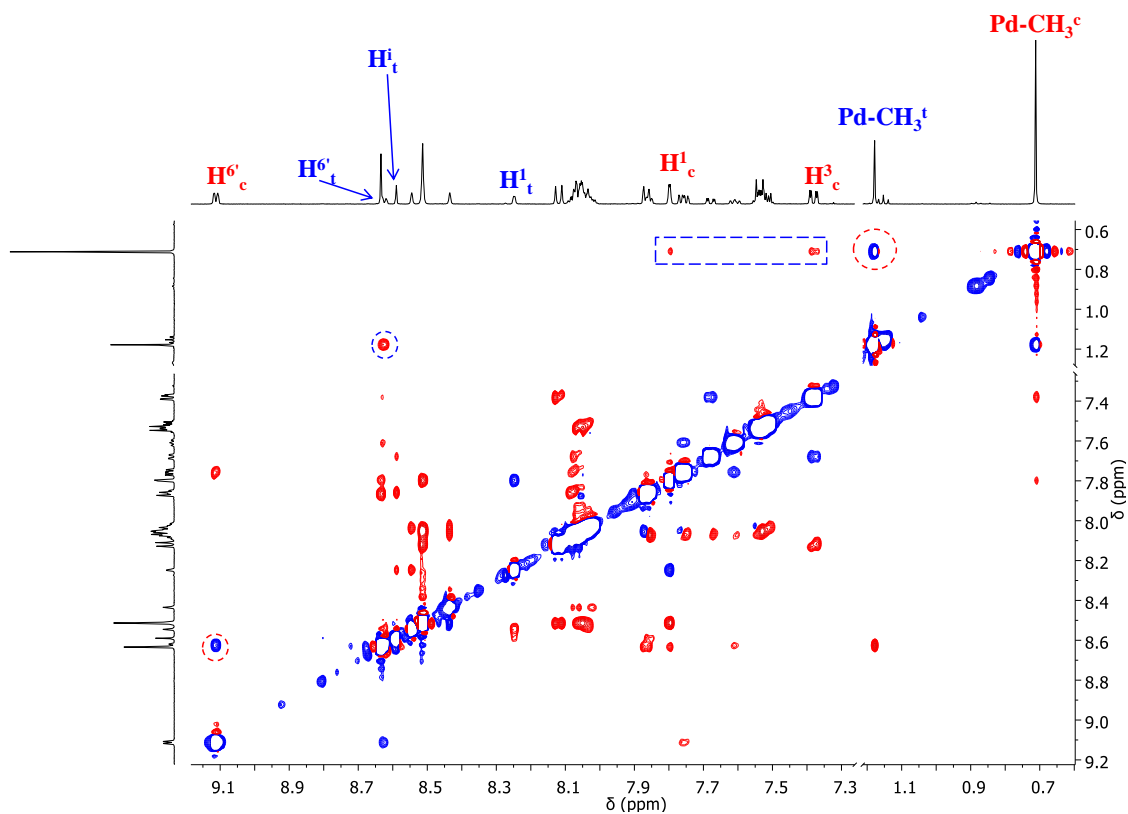 Pd-CH₃ᶜ
Hⁱₜ
Pd-CH₃ᵗ
H⁶'c
H⁶'ₜ
H¹ₜ
H¹c
H³c
0.6
0.8
1.0
1.2
7.4
7.6
7.8
8.0
8.2
8.4
8.6
8.8
9.0
9.2
δ (ppm)
9.1 8.9 8.7 8.5 8.3 8.1 7.9 7.7 7.5 7.3 1.1 0.9 0.7
δ (ppm)